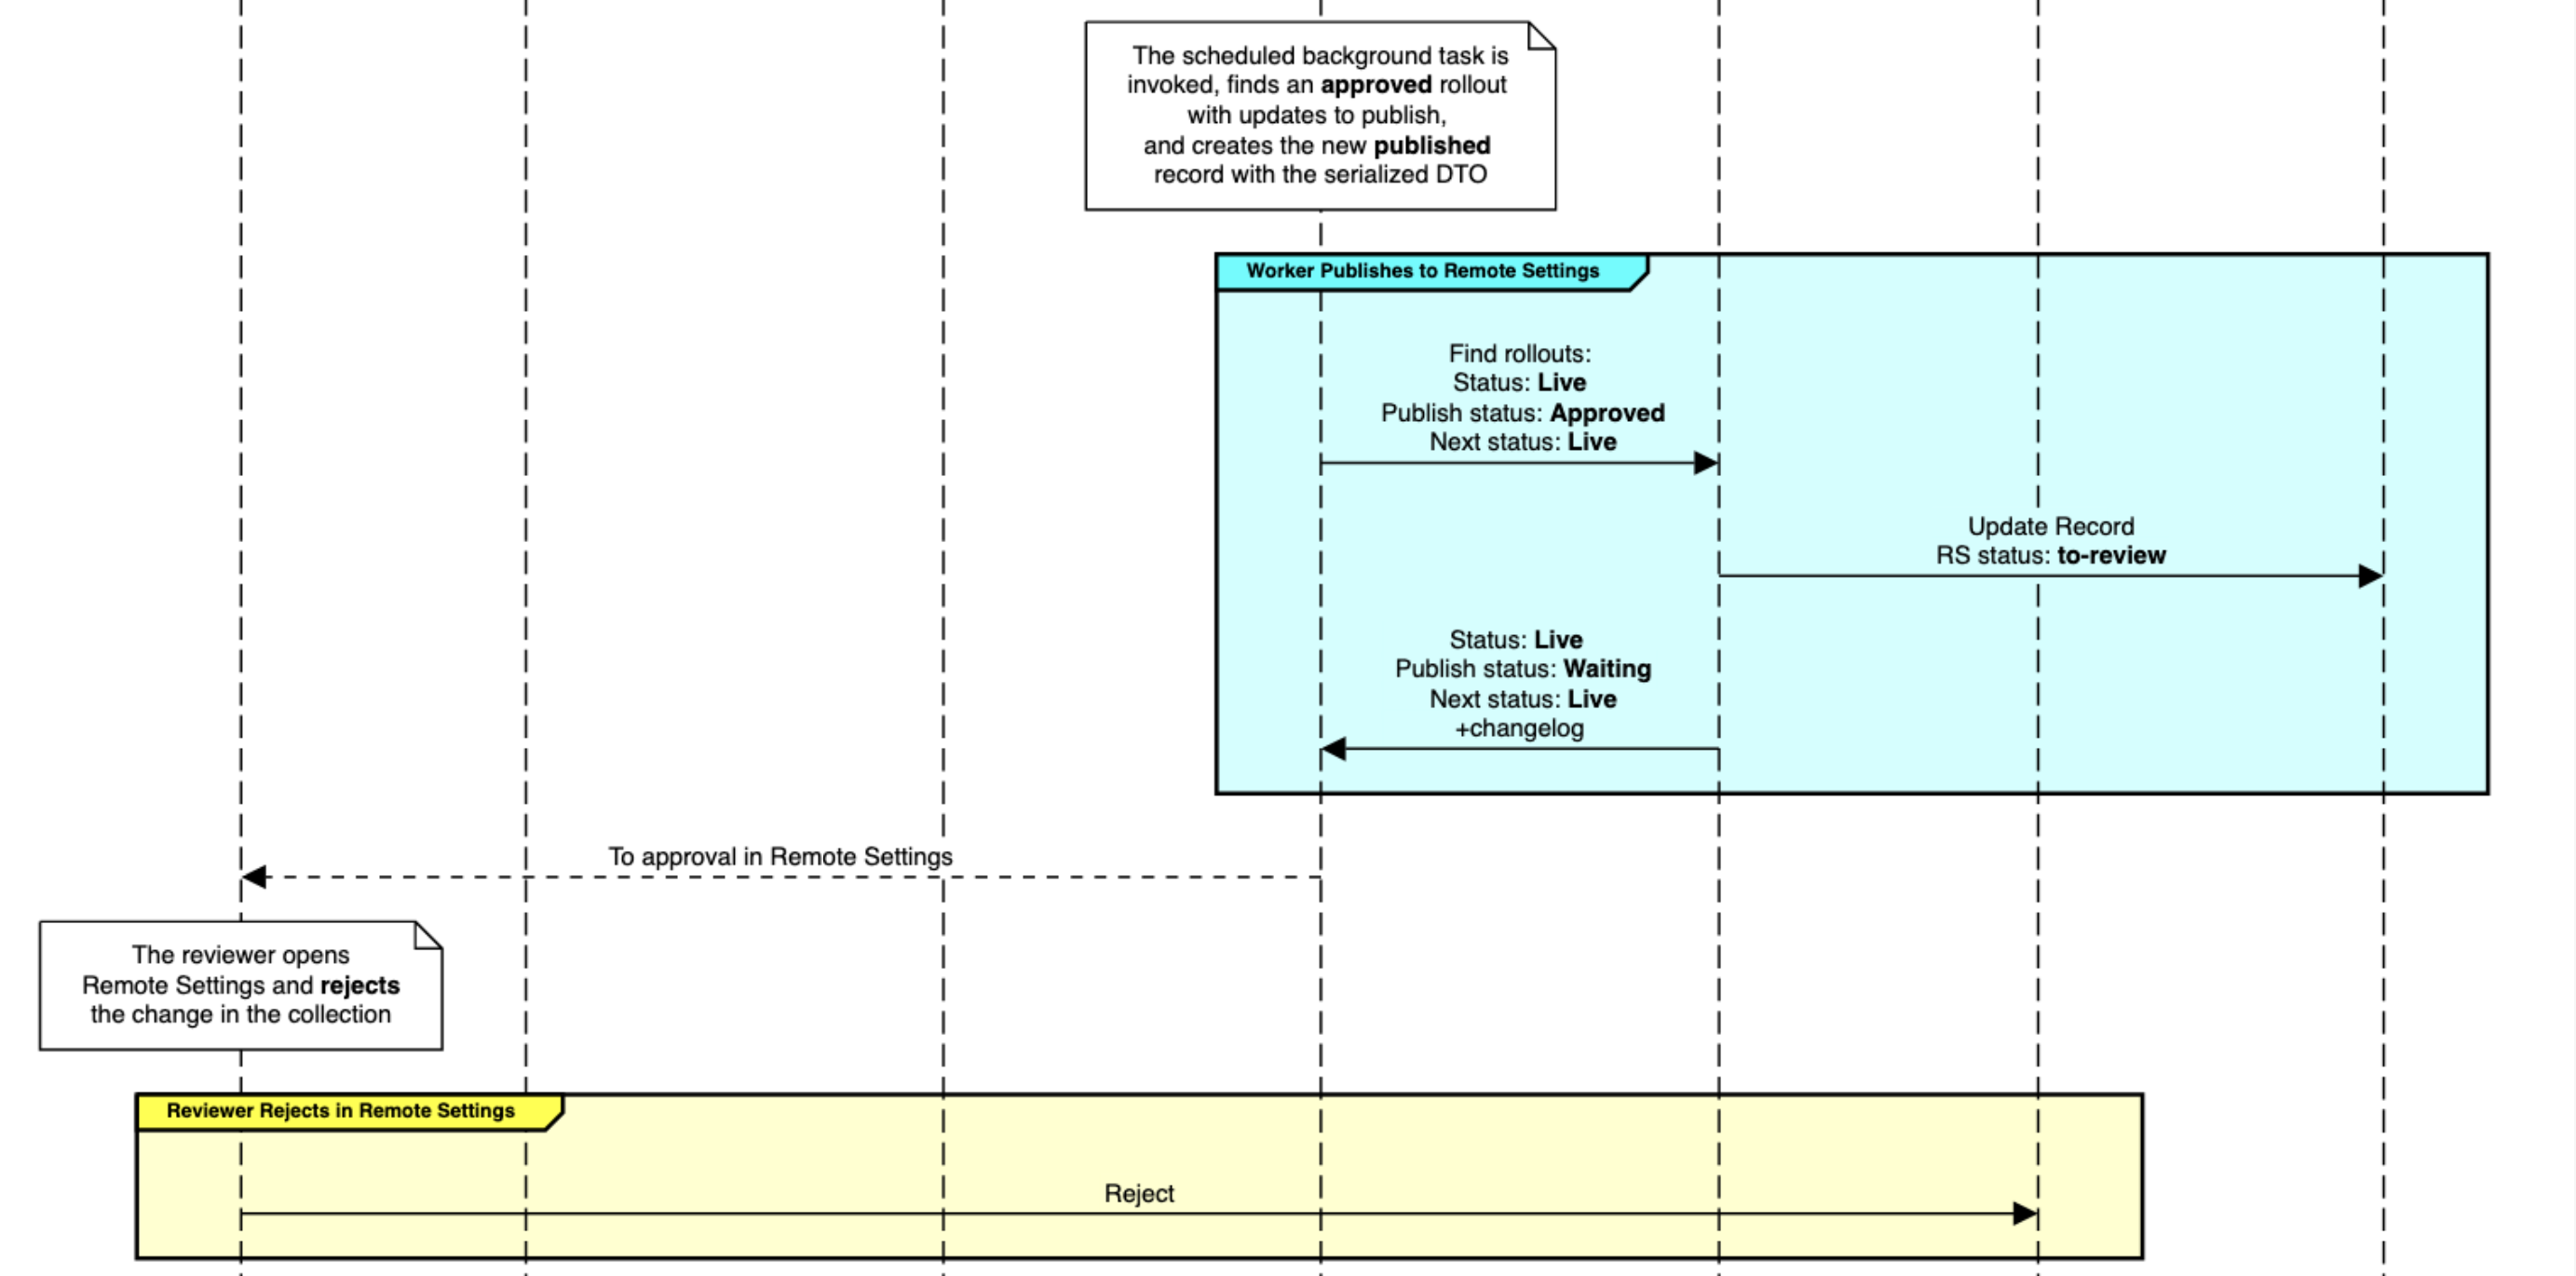 The scheduled background task is
invoked, finds an approved rollout
with updates to publish,
and creates the new published
record with the serialized DTO
Worker Publishes to Remote Settings
Find rollouts:
Status: Live
Publish status: Approved
Next status: Live
Update Record
RS status: to-review
Status: Live
Publish status: Waiting
Next status: Live
+changelog
To approval in Remote Settings
The reviewer opens
Remote Settings and rejects
the change in the collection
Reviewer Rejects in Remote Settings
Reject